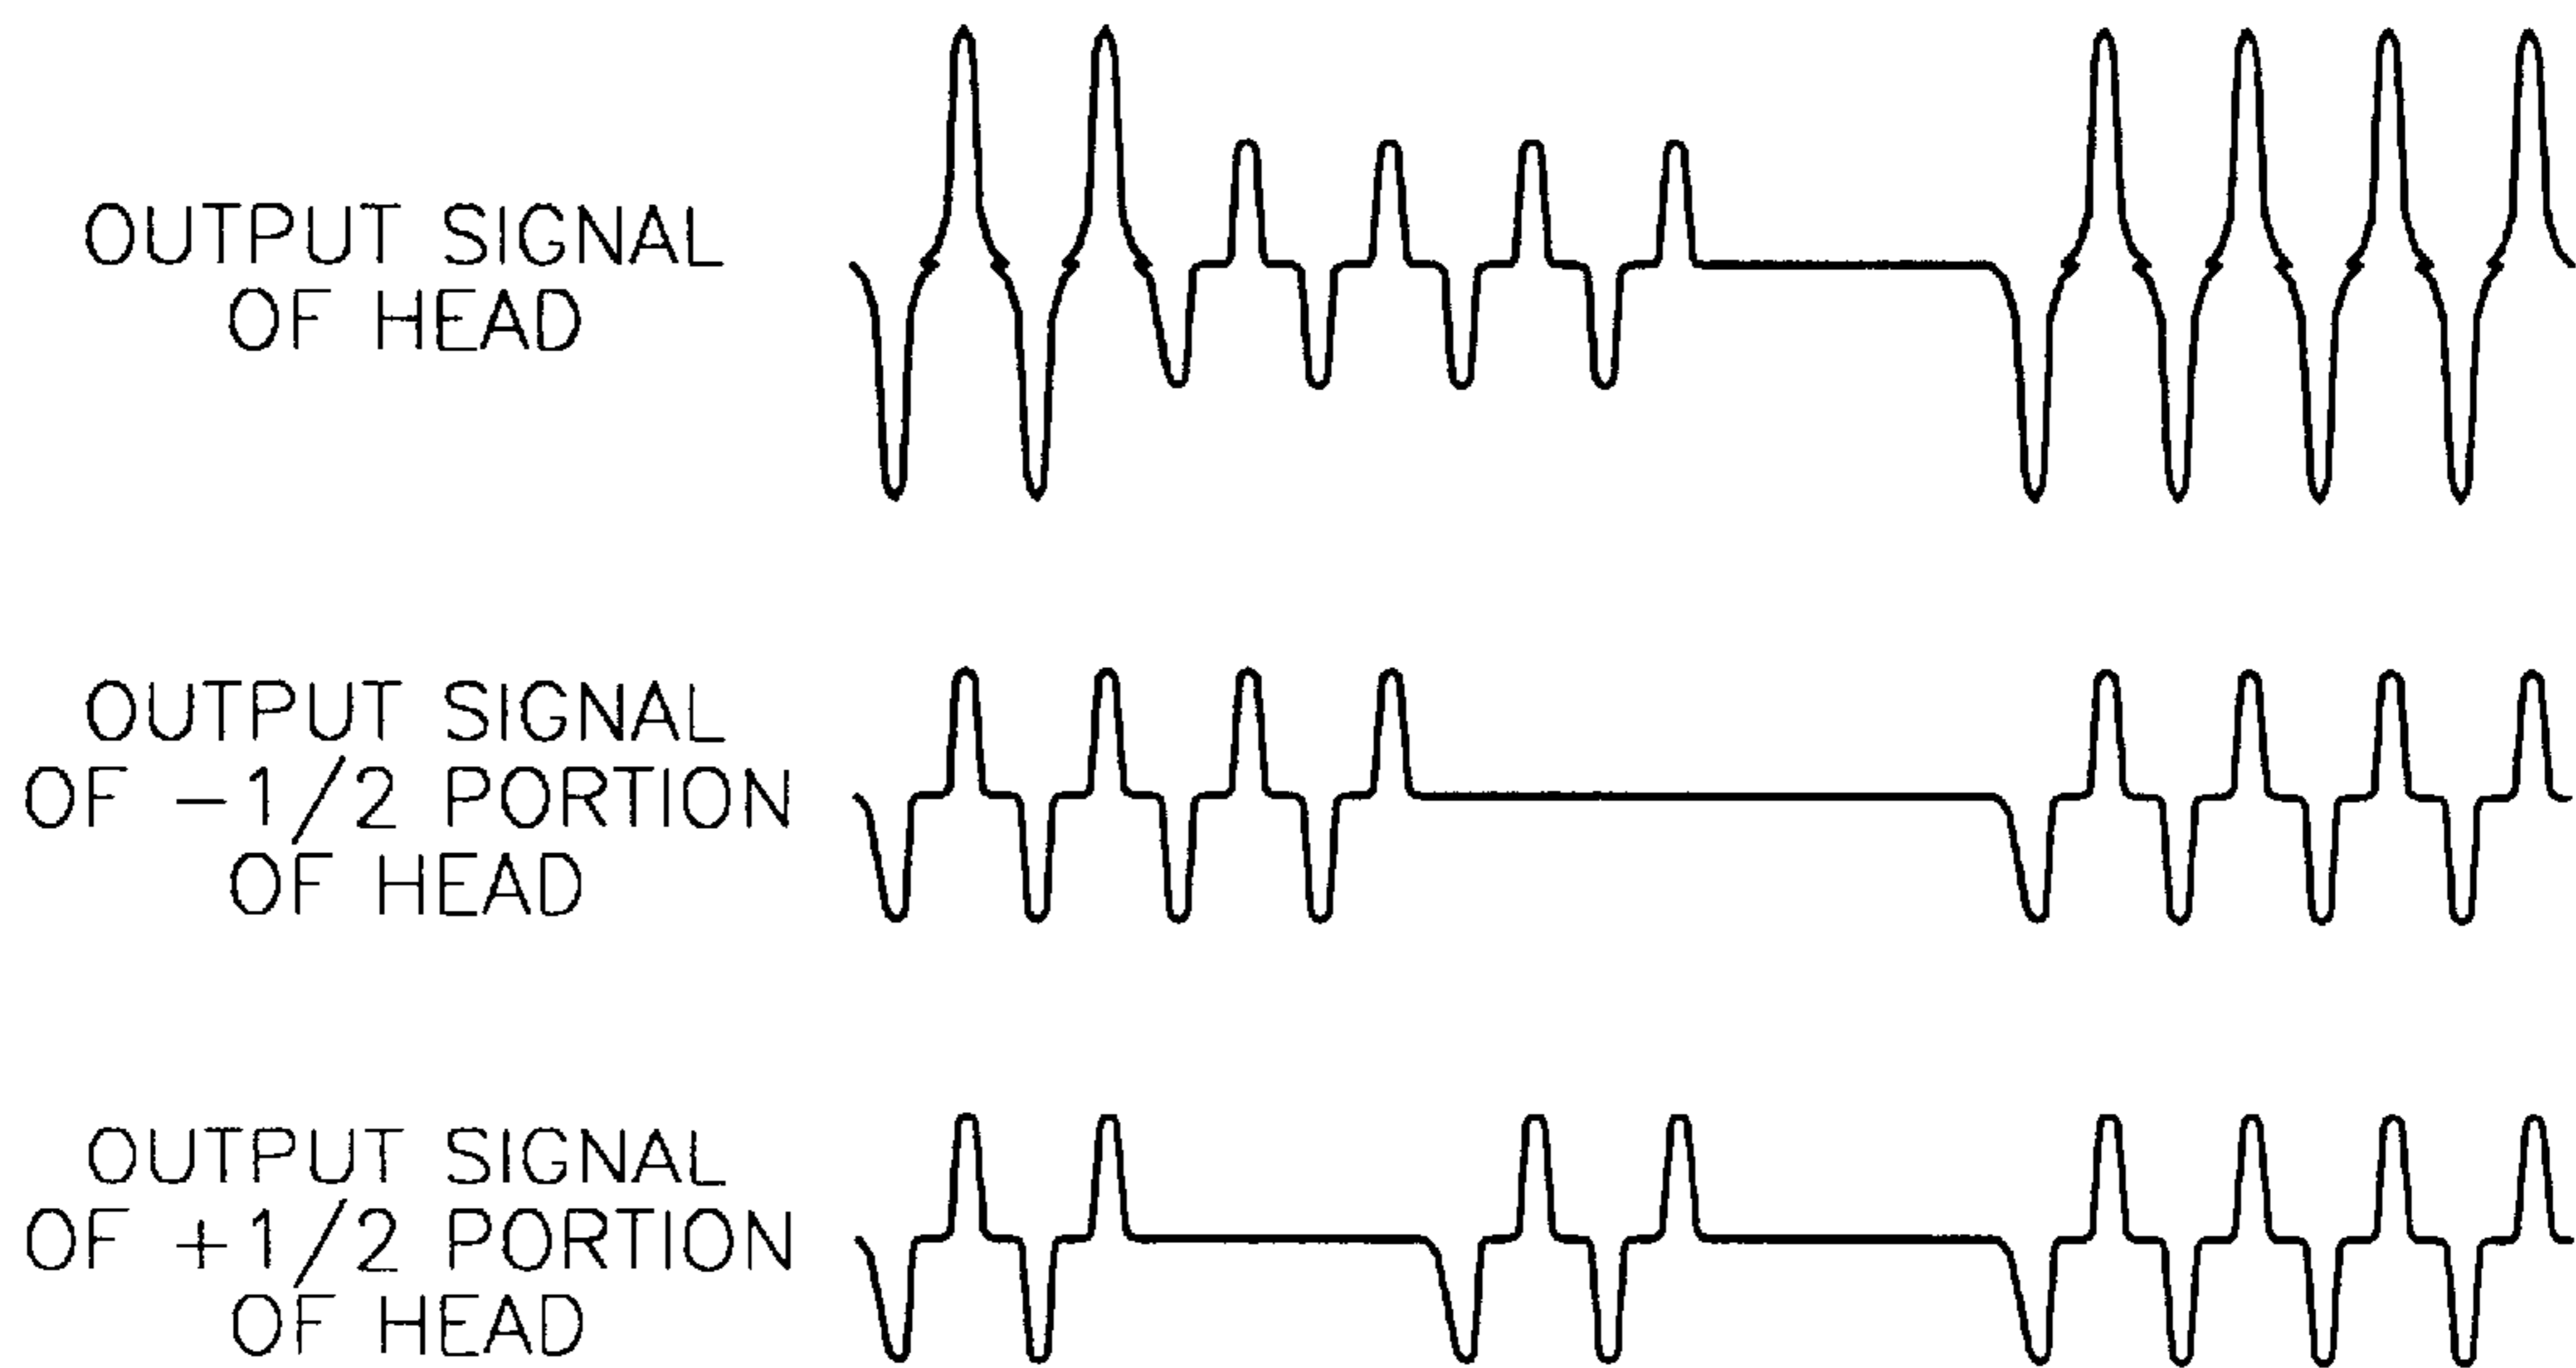 OUTPUT SIGNAL
OF HEAD
OUTPUT SIGNAL
OF -1/2 PORTION
OF HEAD
OUTPUT SIGNAL
OF +1/2 PORTION
OF HEAD